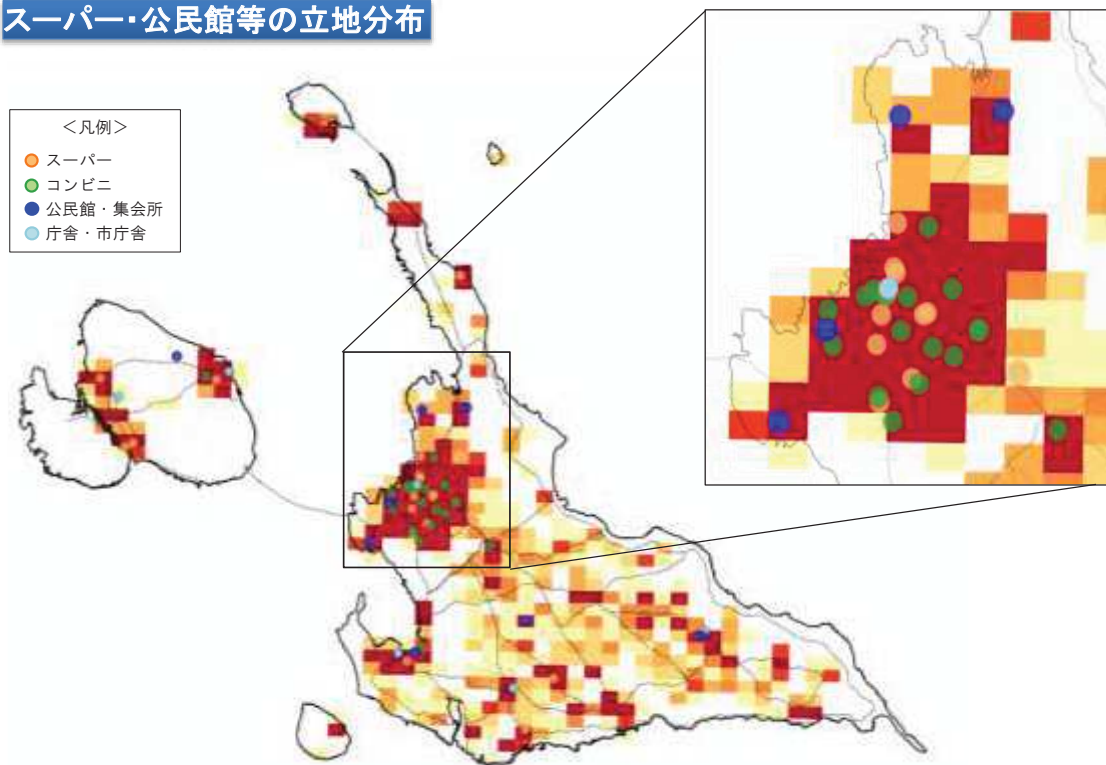 スーパー・公民館等の立地分布
＜凡例＞
スーパー
コンビニ
公民館・集会所
庁舎・市庁舎